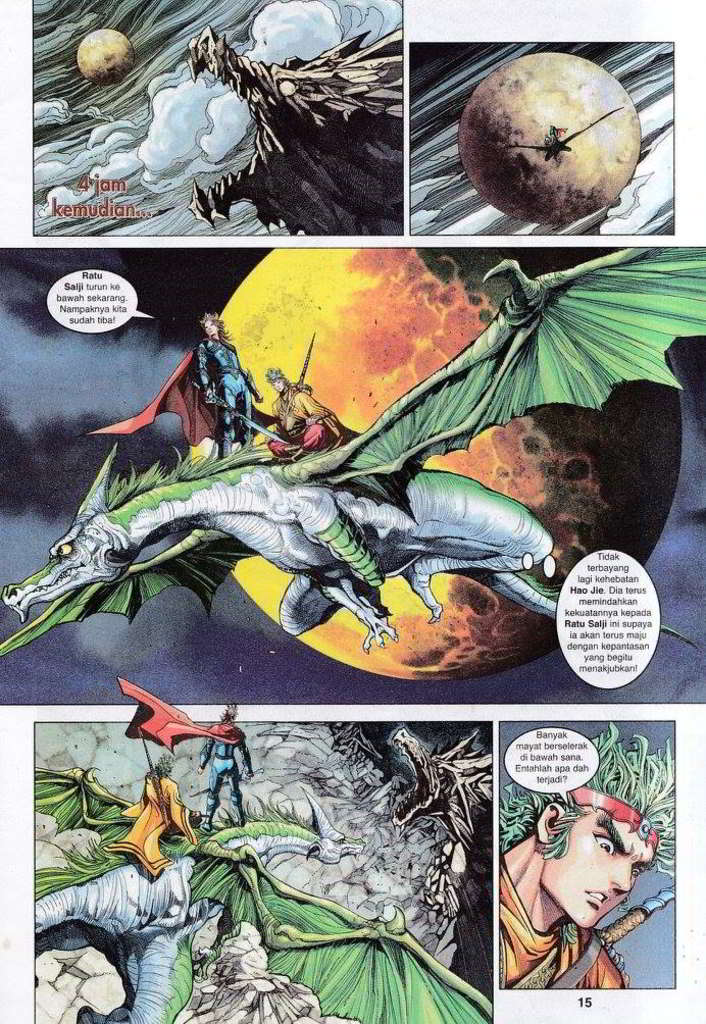 4 jam
kemudian...
Ratu
Salji turun ke
bawah sekarang.
Nampaknya kita
sudah tiba!
Tidak
terbayang
lagi kehebatan
Hao Jie. Dia terus
memindahkan
kekuatannya kepada
Ratu Salji ini supaya
ia akan terus maju
dengan kepantasan
yang begitu
menakjubkan!
Banyak
mayat berselerak
di bawah sana.
Entahlah apa dah
terjadi?
15